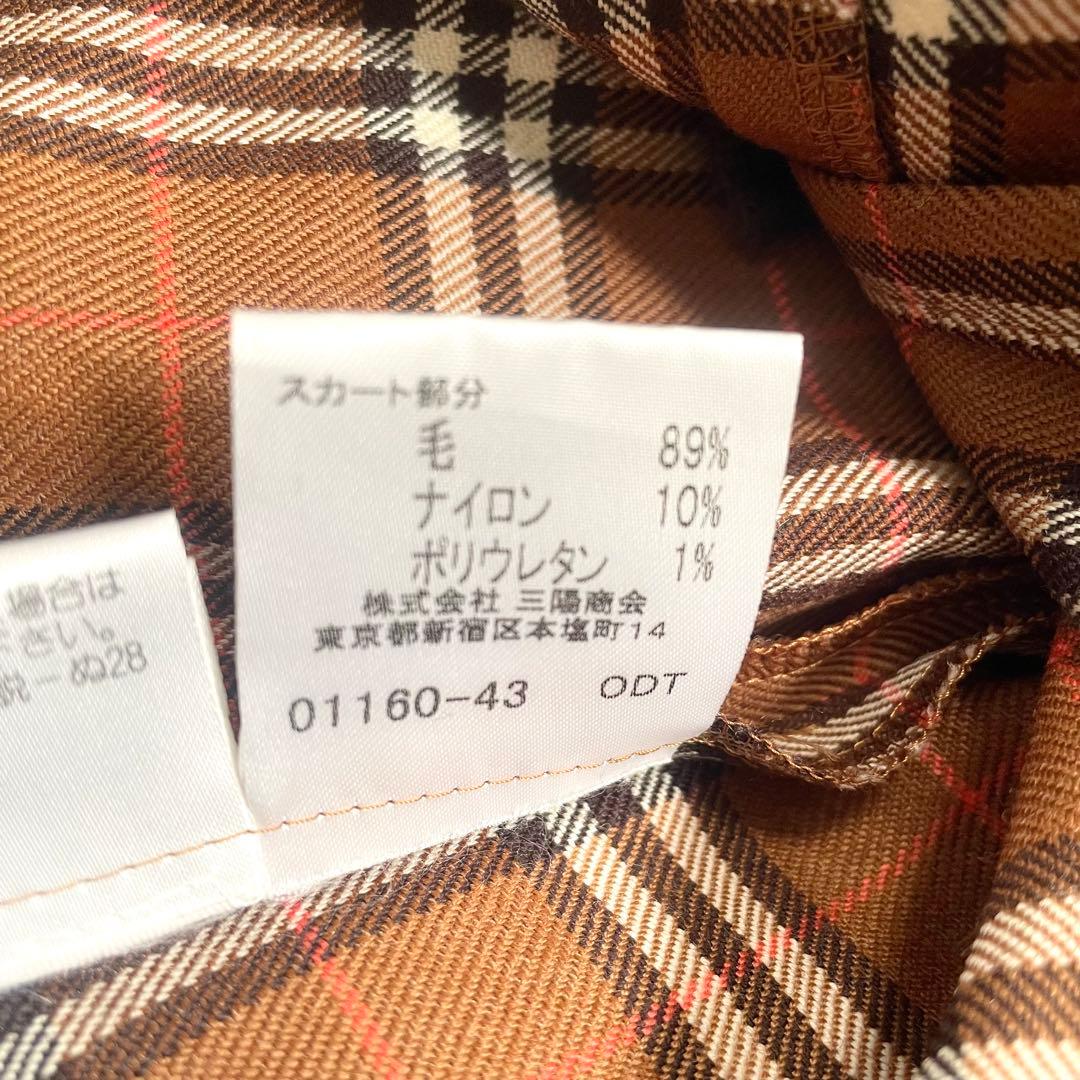 スカート部分
毛 89%
ナイロン 10%
ポリウレタン 1%
株式会社 三陽商会
東京都新宿区本塩町14
01160-43 ODT
場合は
さい。
ぬ28